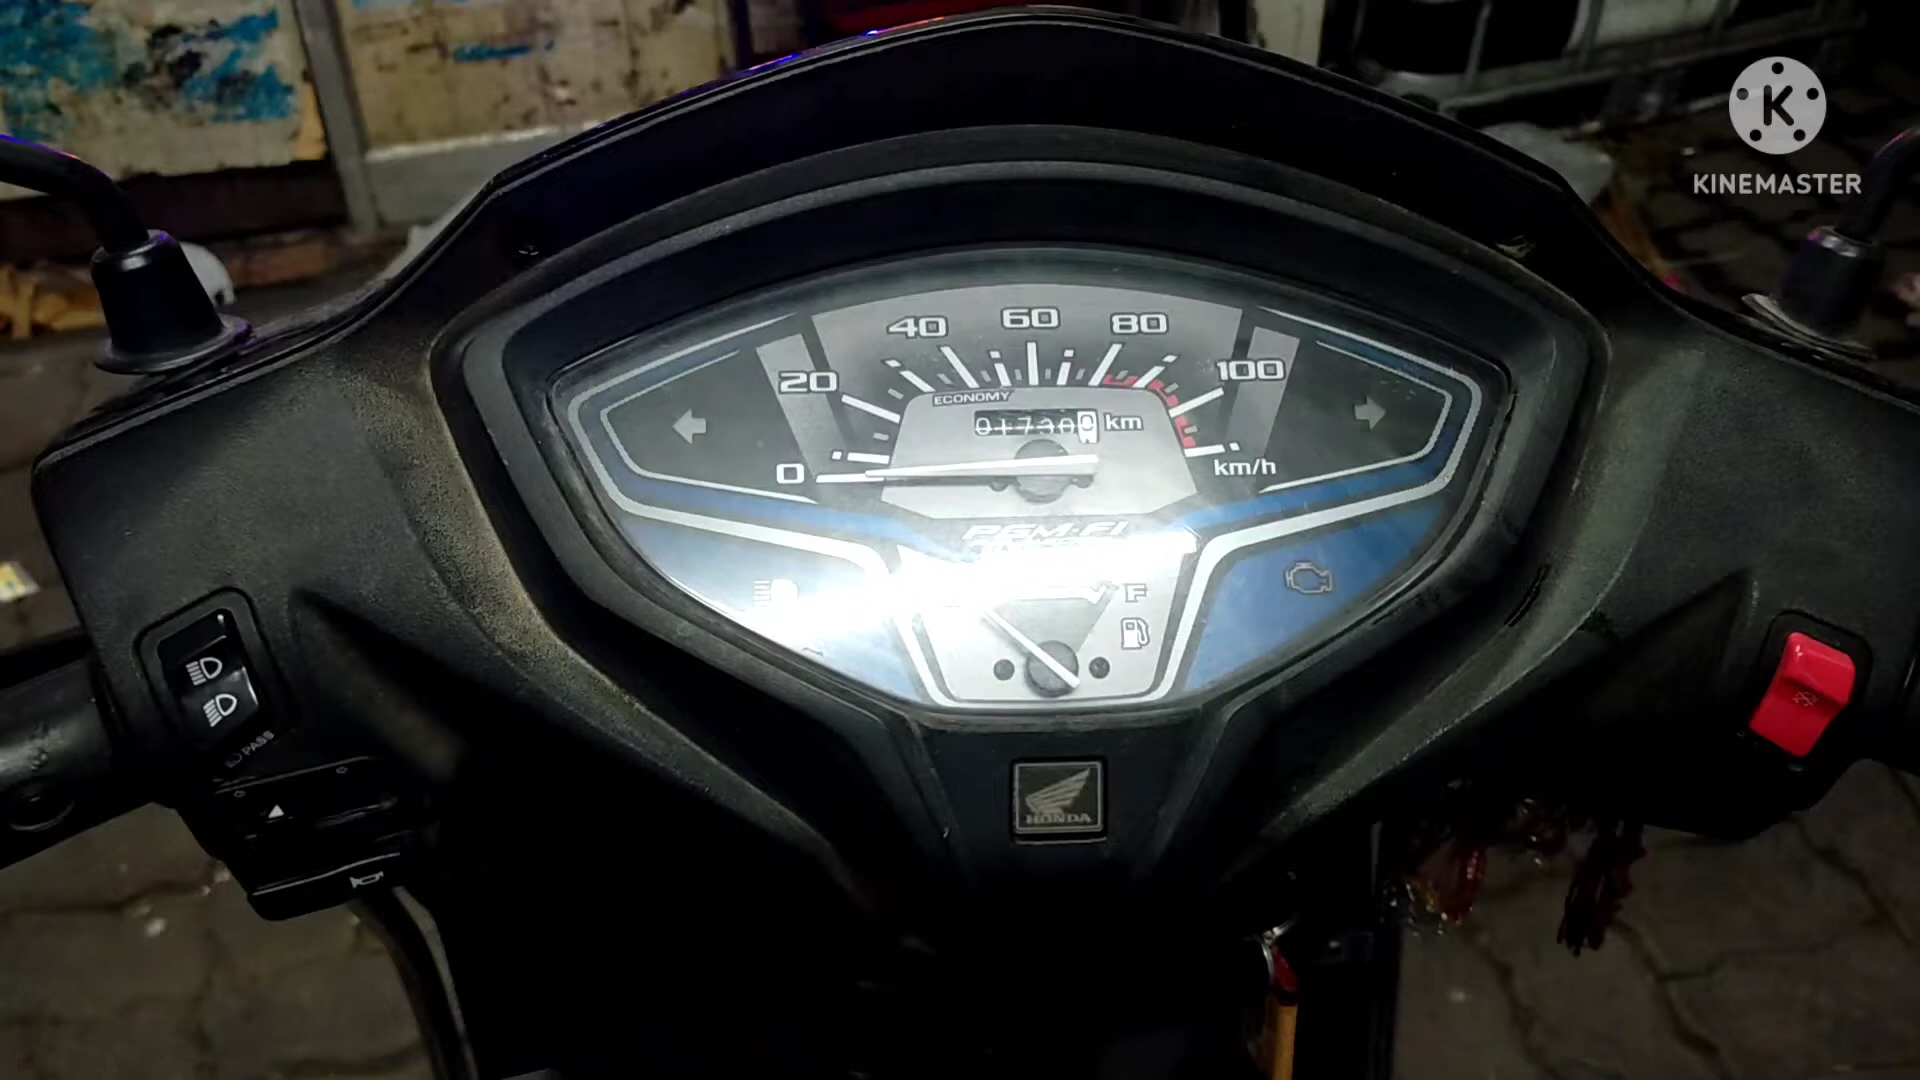 KINEMASTER
40 60 80
20 100
ECONOMY
km
0 km/h
PGM-FI
F
PASS
HONDA